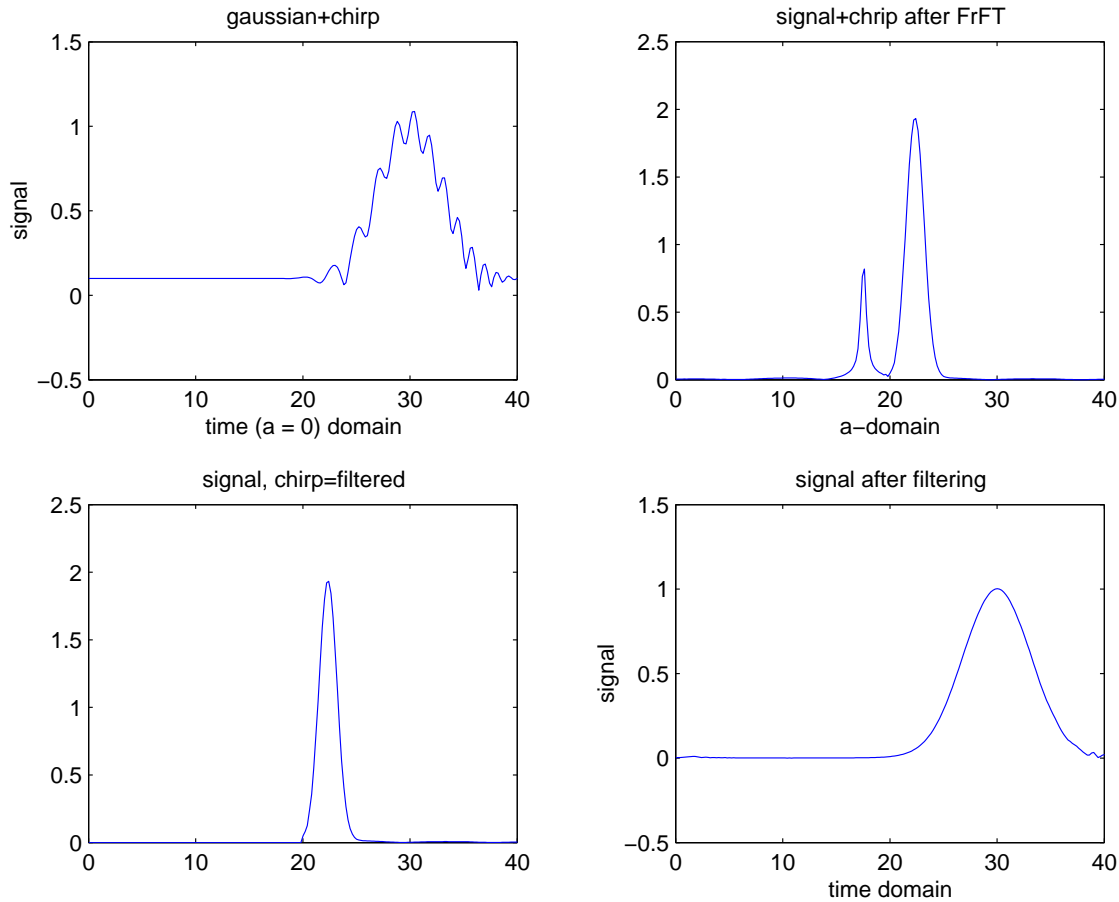 gaussian+chirp
1.5
1
0.5
0
−0.5
signal
0 10 20 30 40
time (a = 0) domain
signal+chrip after FrFT
2.5
2
1.5
1
0.5
0
0 10 20 30 40
a−domain
signal, chirp=filtered
2.5
2
1.5
1
0.5
0
0 10 20 30 40
signal after filtering
1.5
1
0.5
0
−0.5
signal
0 10 20 30 40
time domain